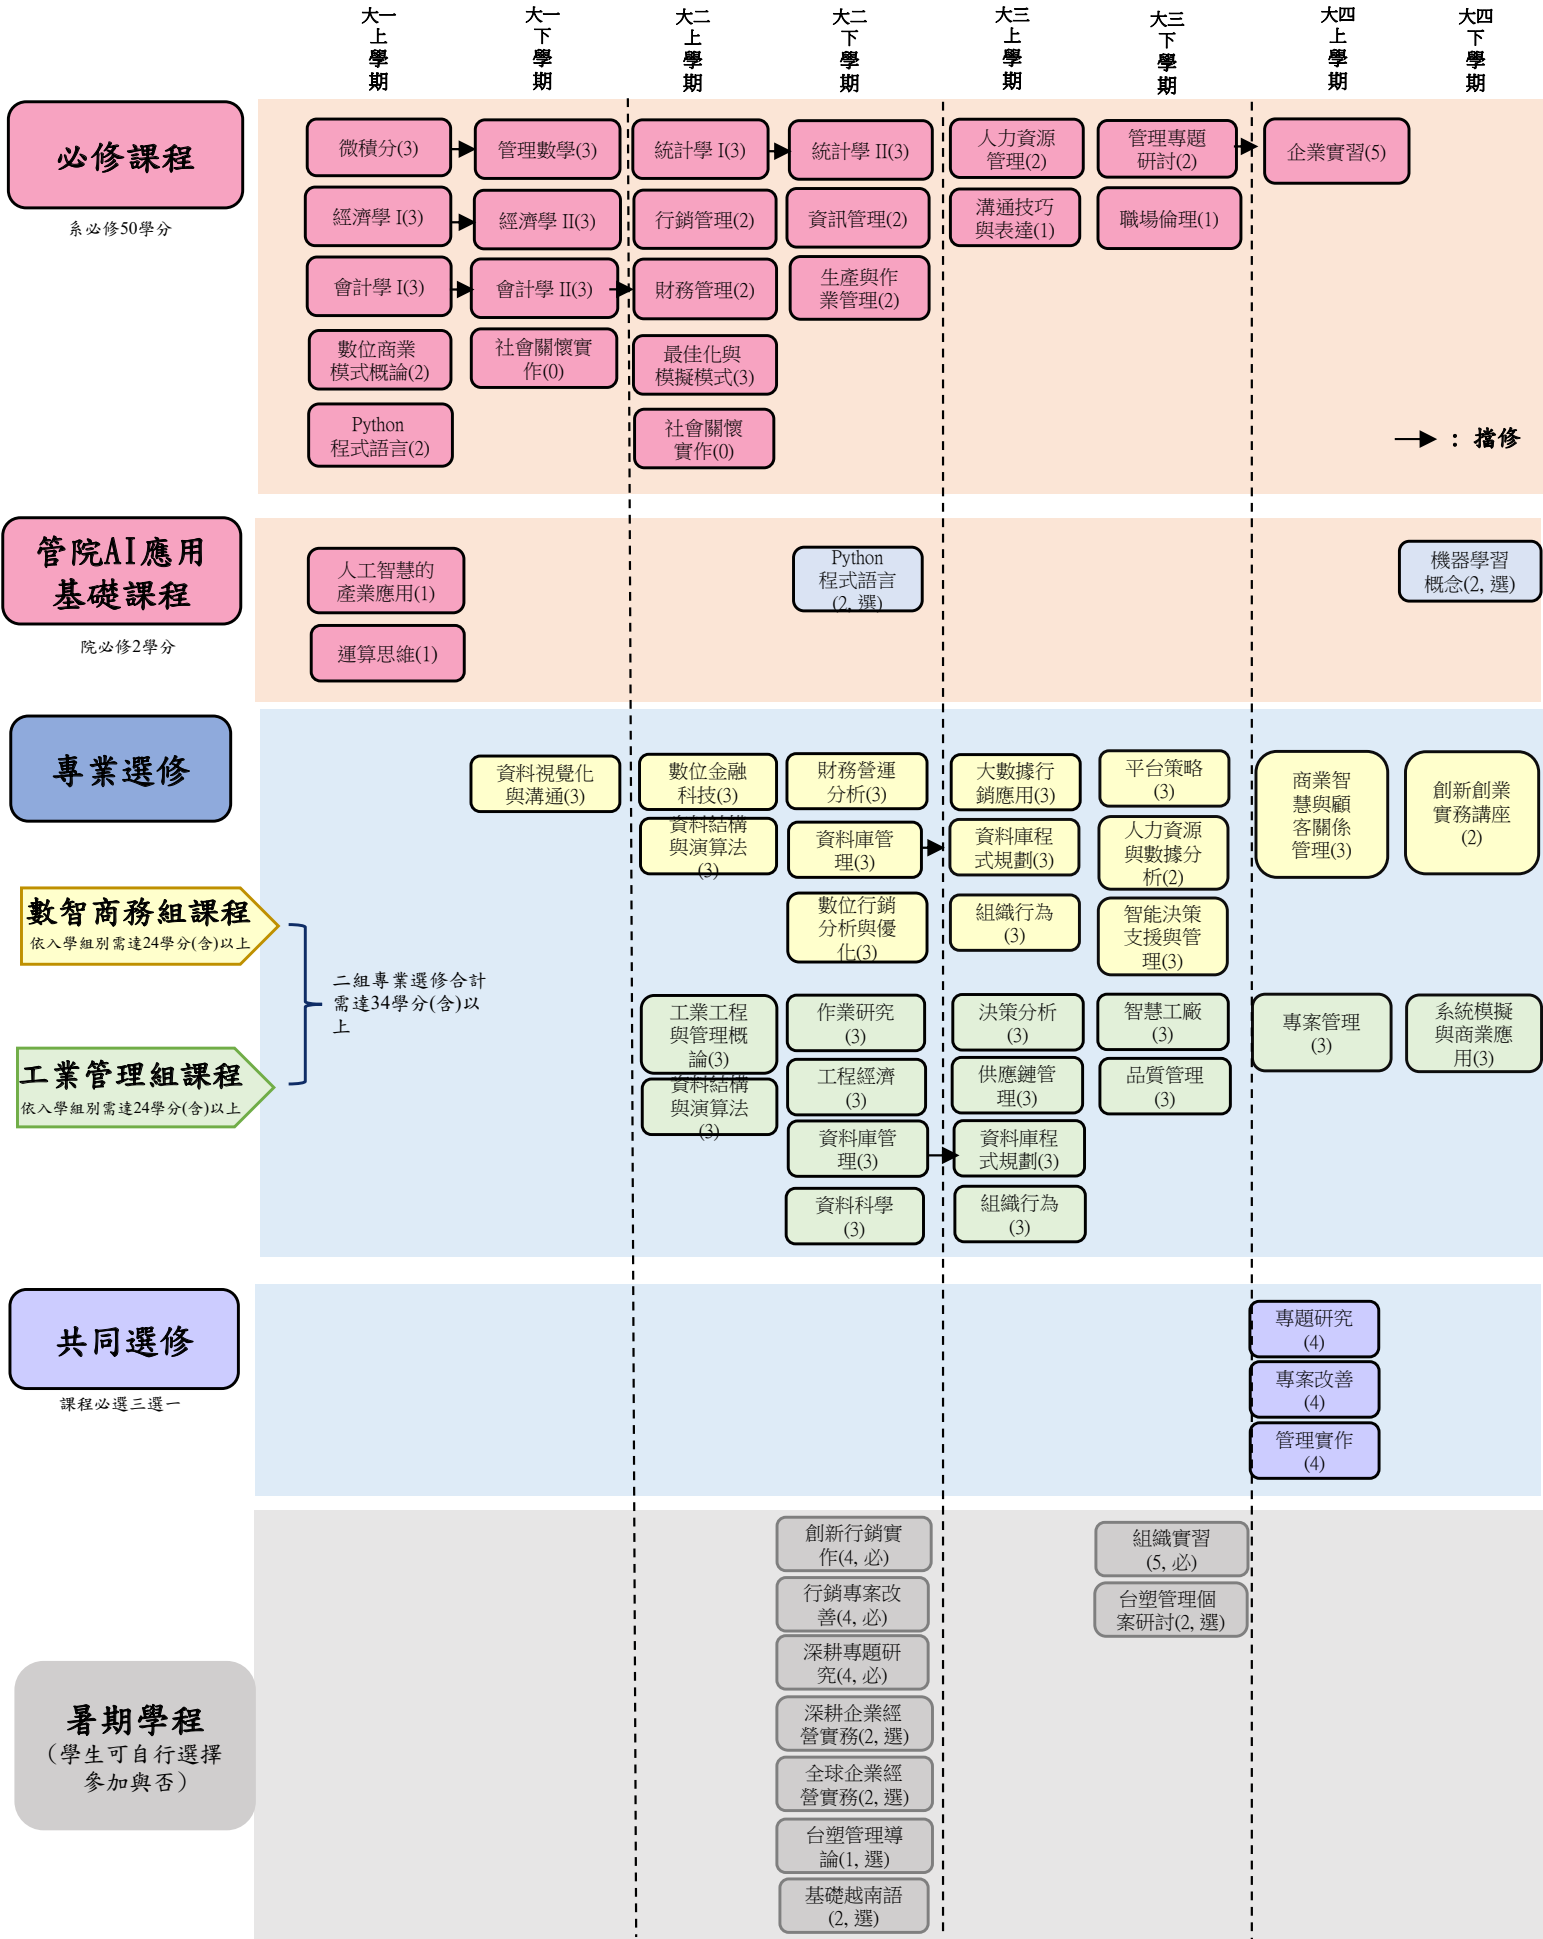 大一
上
學
期
大一
下
學
期
大二
上
學
期
大二
下
學
期
大三
上
學
期
大三
下
學
期
大四
上
學
期
大四
下
學
期
必修課程
系必修50學分
微積分(3)
管理數學(3)
統計學 I(3)
統計學 II(3)
人力資源
管理(2)
管理專題
研討(2)
企業實習(5)
經濟學 I(3)
經濟學 II(3)
行銷管理(2)
資訊管理(2)
溝通技巧
與表達(1)
職場倫理(1)
會計學 I(3)
會計學 II(3)
財務管理(2)
生產與作
業管理(2)
數位商業
模式概論(2)
社會關懷實
作(0)
最佳化與
模擬模式(3)
Python
程式語言(2)
社會關懷
實作(0)
：擋修
管院AI應用
基礎課程
院必修2學分
人工智慧的
產業應用(1)
運算思維(1)
Python
程式語言
(2, 選)
機器學習
概念(2, 選)
專業選修
資料視覺化
與溝通(3)
數位金融
科技(3)
財務營運
分析(3)
大數據行
銷應用(3)
平台策略
(3)
商業智
慧與顧
客關係
管理(3)
創新創業
實務講座
(2)
資料結構
與演算法
(3)
資料庫管
理(3)
資料庫程
式規劃(3)
人力資源
與數據分
析(2)
數位行銷
分析與優
化(3)
組織行為
(3)
智能決策
支援與管
理(3)
數智商務組課程
依入學組別需達24學分(含)以上
二組專業選修合計
需達34學分(含)以
上
工業管理組課程
依入學組別需達24學分(含)以上
工業工程
與管理概
論(3)
作業研究
(3)
決策分析
(3)
智慧工廠
(3)
專案管理
(3)
系統模擬
與商業應
用(3)
資料結構
與演算法
(3)
工程經濟
(3)
供應鏈管
理(3)
品質管理
(3)
資料庫管
理(3)
資料庫程
式規劃(3)
資料科學
(3)
組織行為
(3)
共同選修
課程必選三選一
專題研究
(4)
專案改善
(4)
管理實作
(4)
暑期學程
（學生可自行選擇
參加與否）
創新行銷實
作(4, 必)
行銷專案改
善(4, 必)
深耕專題研
究(4, 必)
深耕企業經
營實務(2, 選)
全球企業經
營實務(2, 選)
台塑管理導
論(1, 選)
基礎越南語
(2, 選)
組織實習
(5, 必)
台塑管理個
案研討(2, 選)